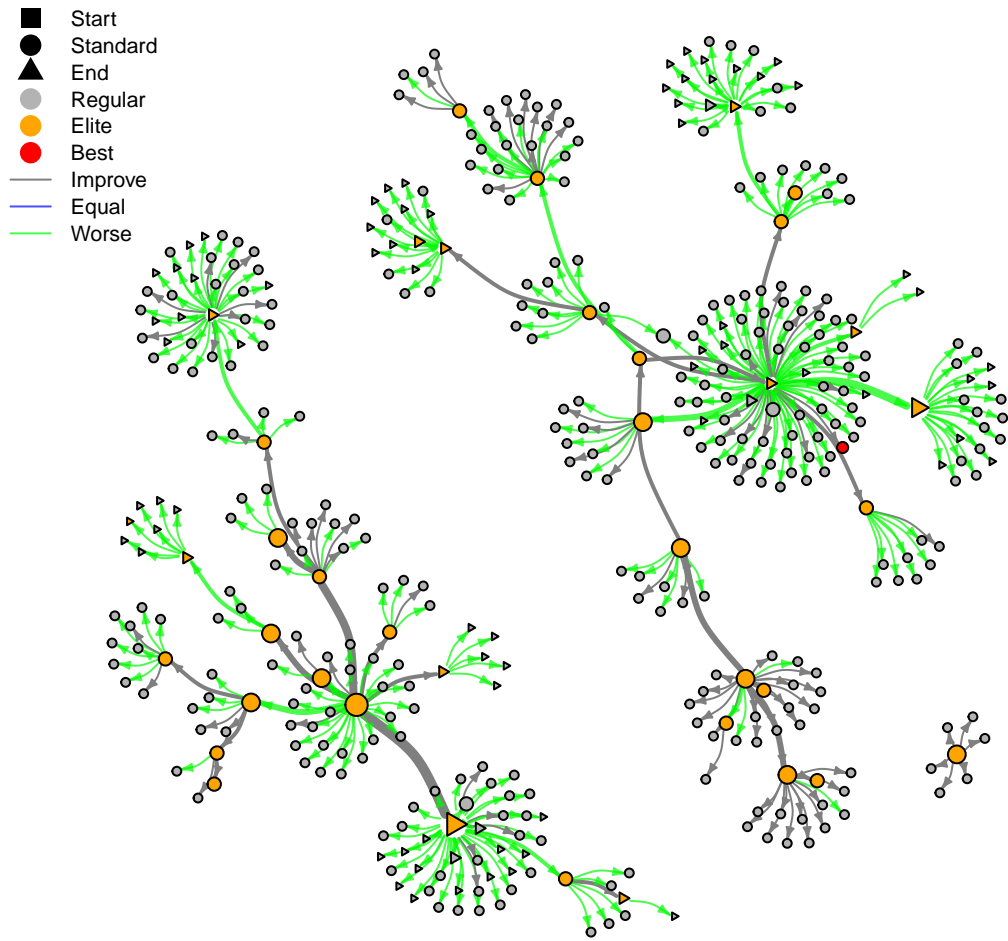 Start
Standard
End
Regular
Elite
Best
Improve
Equal
Worse